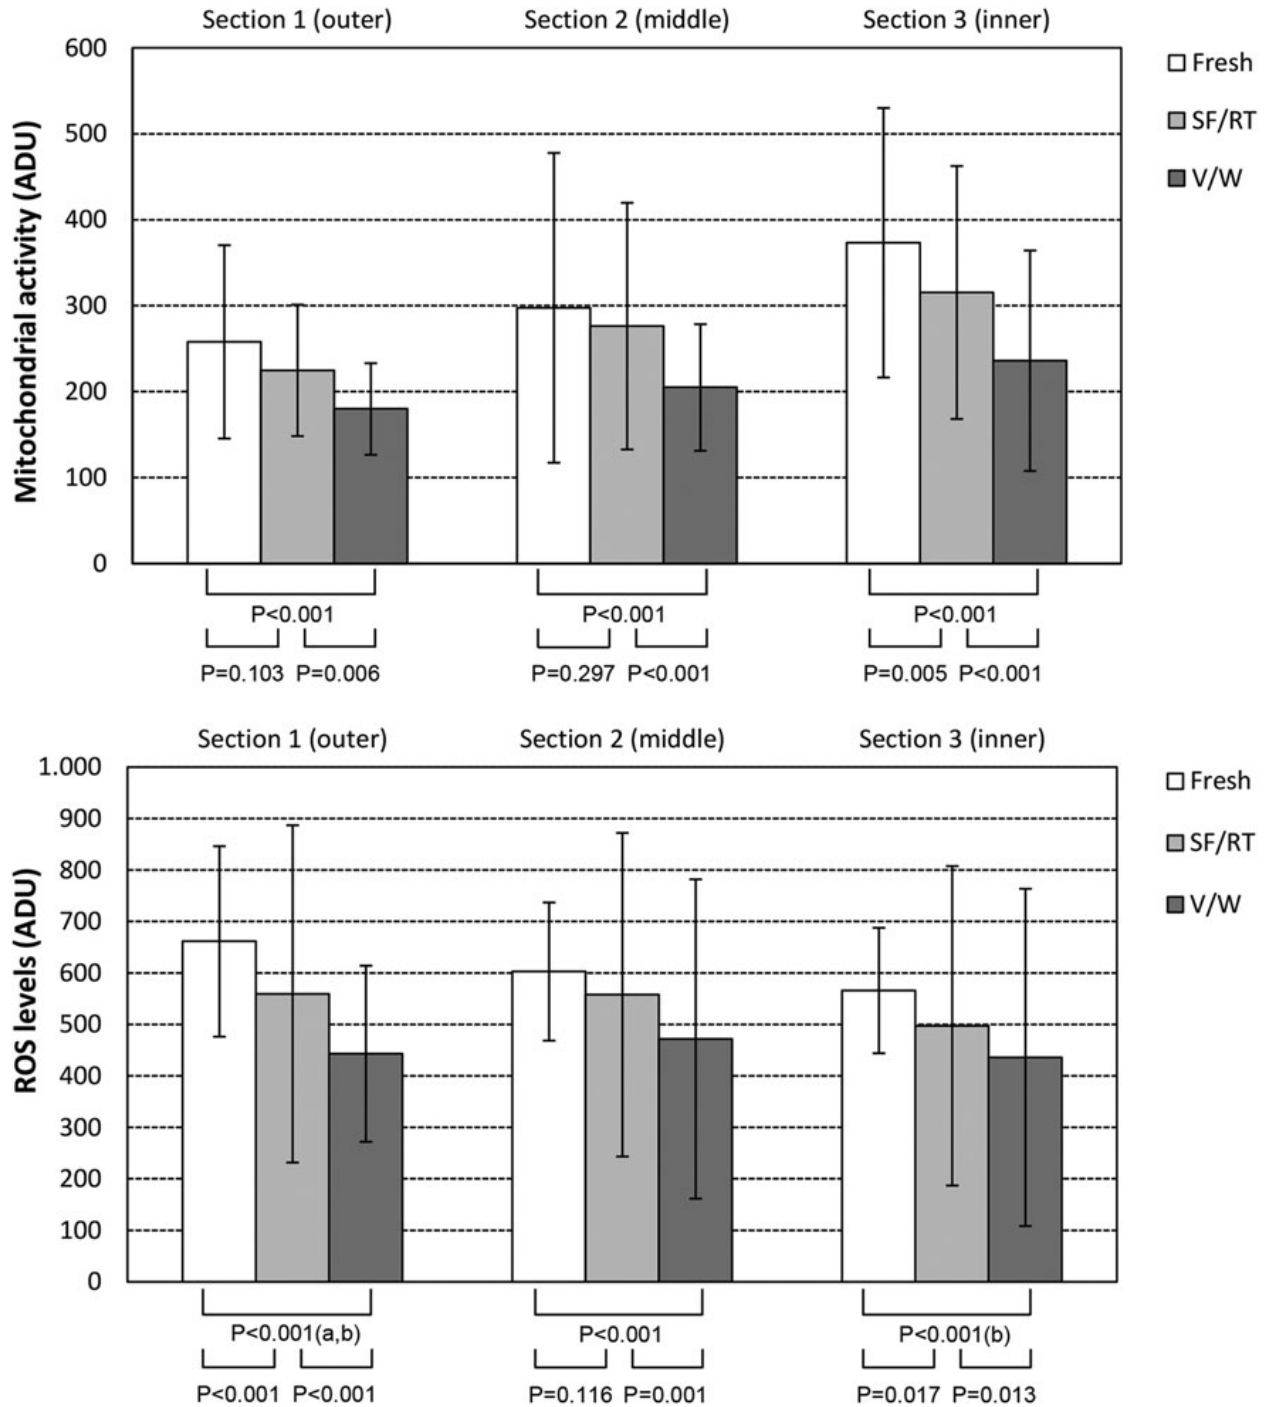 Section 1 (outer) Section 2 (middle) Section 3 (inner)
Mitochondrial activity (ADU)
600
500
400
300
200
100
0
Fresh
SF/RT
V/W
P<0.001 P<0.001 P<0.001
P=0.103 P=0.006 P=0.297 P<0.001 P=0.005 P<0.001
Section 1 (outer) Section 2 (middle) Section 3 (inner)
ROS levels (ADU)
1.000
900
800
700
600
500
400
300
200
100
0
Fresh
SF/RT
V/W
P<0.001(a,b) P<0.001 P<0.001(b)
P<0.001 P<0.001 P=0.116 P=0.001 P=0.017 P=0.013